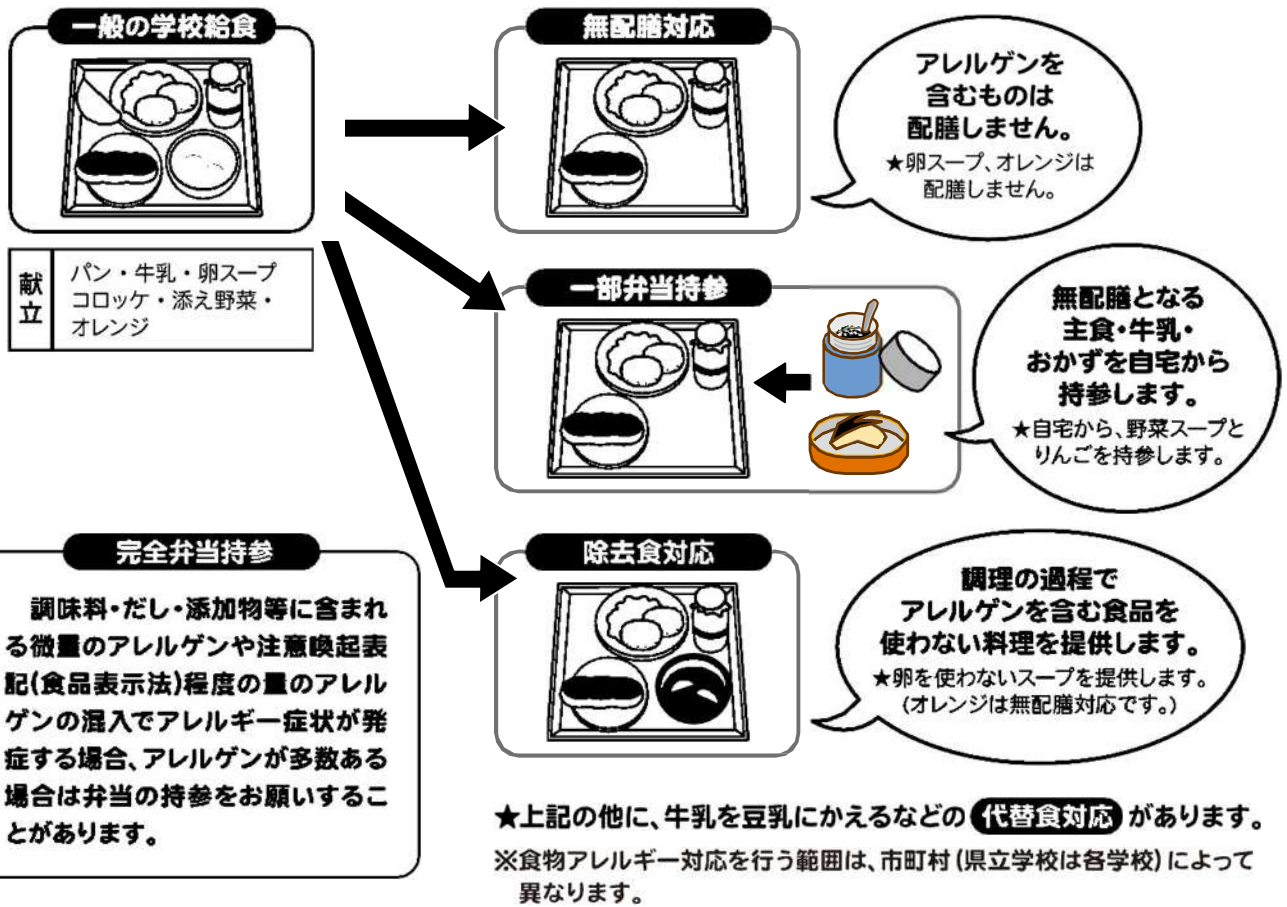 一般の学校給食
献立
パン・牛乳・卵スープ
コロッケ・添え野菜・
オレンジ
無配膳対応
アレルゲンを
含むものは
配膳しません。
★卵スープ、オレンジは
配膳しません。
一部弁当持参
無配膳となる
主食・牛乳・
おかずを自宅から
持参します。
★自宅から、野菜スープと
りんごを持参します。
除去食対応
調理の過程で
アレルゲンを含む食品を
使わない料理を提供します。
★卵を使わないスープを提供します。
(オレンジは無配膳対応です。)
完全弁当持参
調味料・だし・添加物等に含まれ
る微量のアレルゲンや注意喚起表
記(食品表示法)程度の量のアレル
ゲンの混入でアレルギー症状が発
症する場合、アレルゲンが多数ある
場合は弁当の持参をお願いするこ
とがあります。
★上記の他に、牛乳を豆乳にかえるなどの 代替食対応 があります。
※食物アレルギー対応を行う範囲は、市町村(県立学校は各学校)によって
異なります。